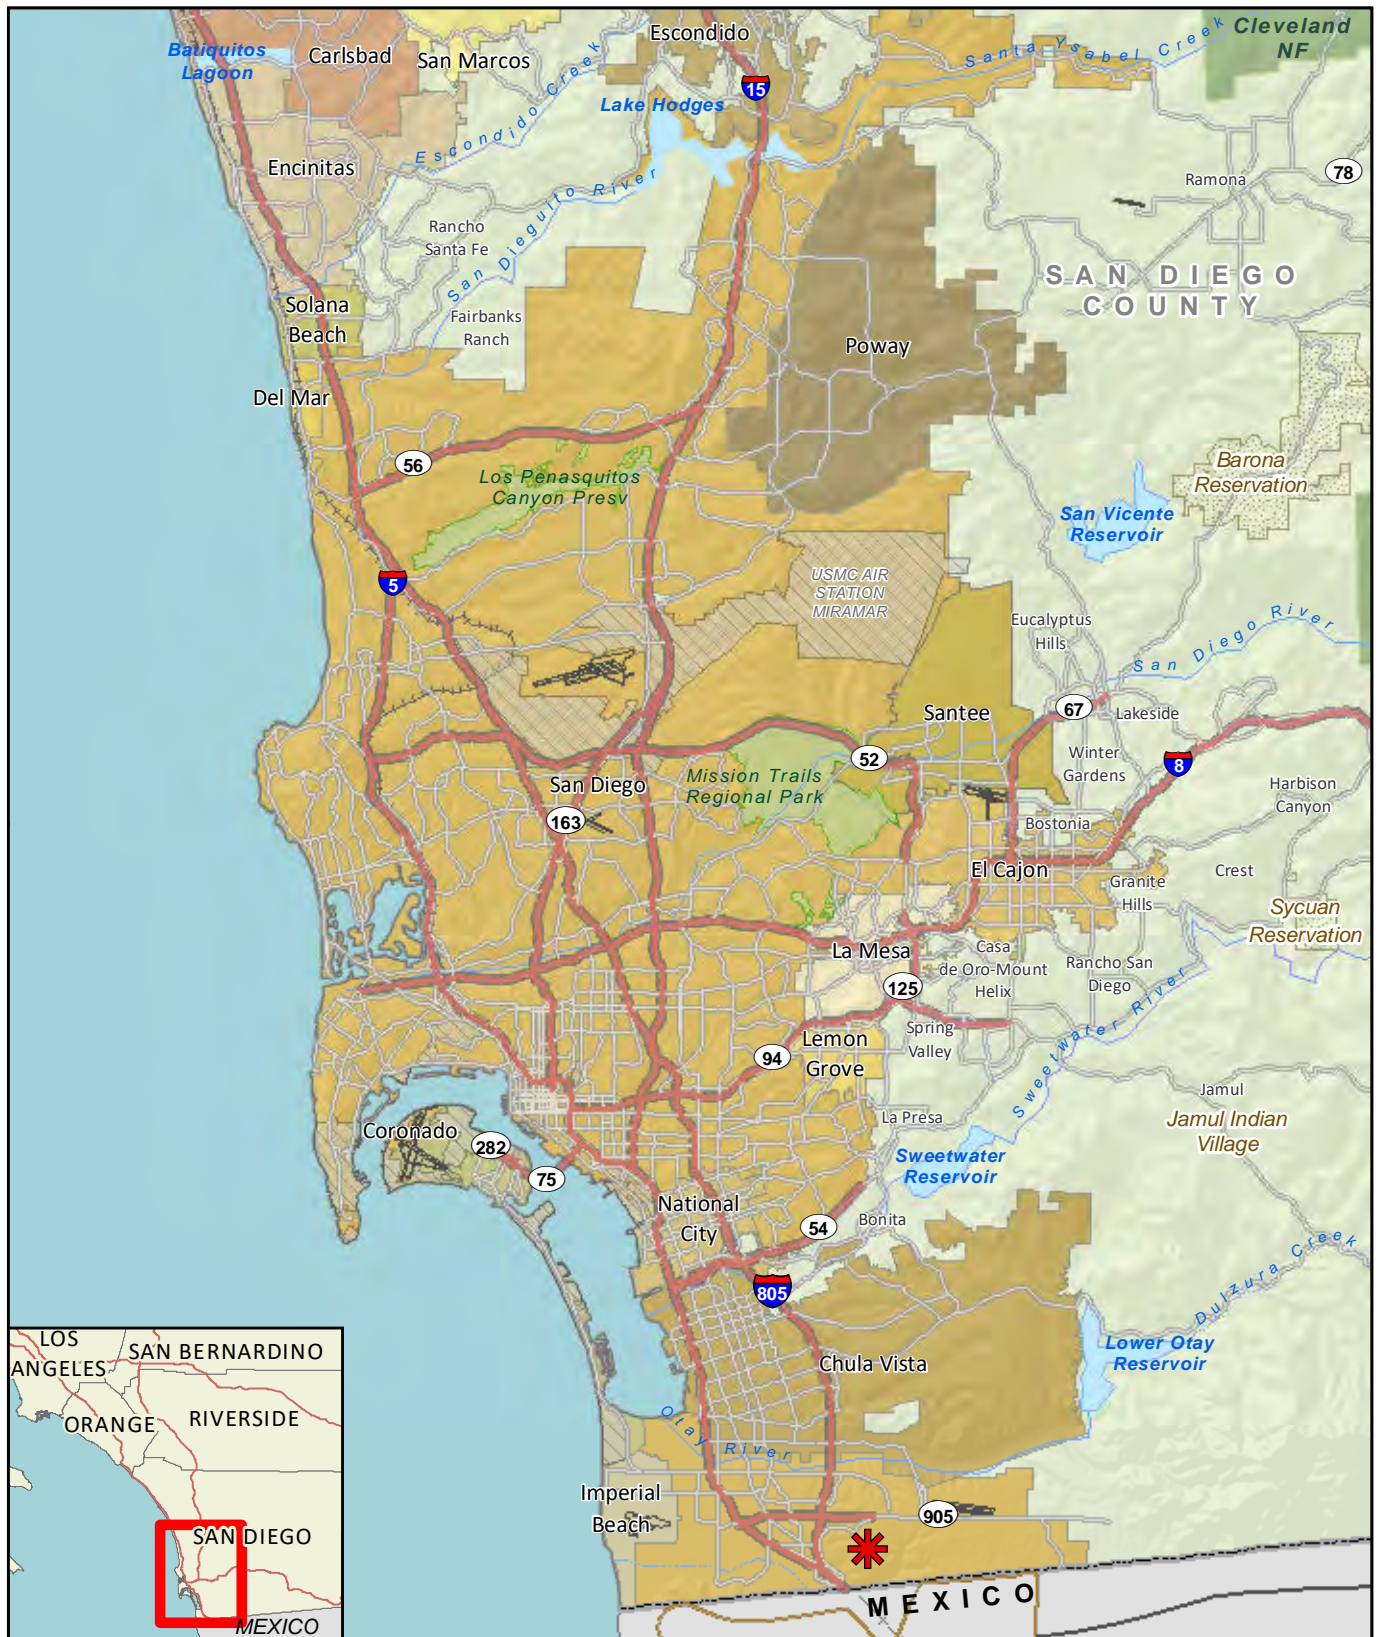 Batiquitos
Lagoon
Carlsbad
San Marcos
Escondido
Cleveland
NF
Santa Ysabel Creek
15
Lake Hodges
Escondido Creek
Encinitas
78
Ramona
San Dieguito River
Rancho
Santa Fe
SAN DIEGO
COUNTY
Solana
Beach
Fairbanks
Ranch
Poway
Del Mar
56
Los Penasquitos
Canyon Presv
Barona
Reservation
San Vicente
Reservoir
5
USMC AIR
STATION
MIRAMAR
Eucalyptus
Hills
San Diego River
Santee
67
Lakeside
52
Winter
Gardens
8
San Diego
Mission Trails
Regional Park
Harbison
Canyon
163
Bostonia
El Cajon
Granite
Hills
Crest
Sycuan
Reservation
La Mesa
Casa
de Oro-Mount
Helix
Rancho San
Diego
125
Spring
Valley
Sweetwater River
Lemon
Grove
94
Jamul
La Presa
Jamul Indian
Village
Coronado
282
75
Sweetwater
Reservoir
National
City
54
Bonita
Dulzura Creek
805
Lower Otay
Reservoir
Chula Vista
Otay River
Imperial
Beach
905
MEXICO
LOS
ANGELES
SAN BERNARDINO
ORANGE
RIVERSIDE
SAN DIEGO
MEXICO